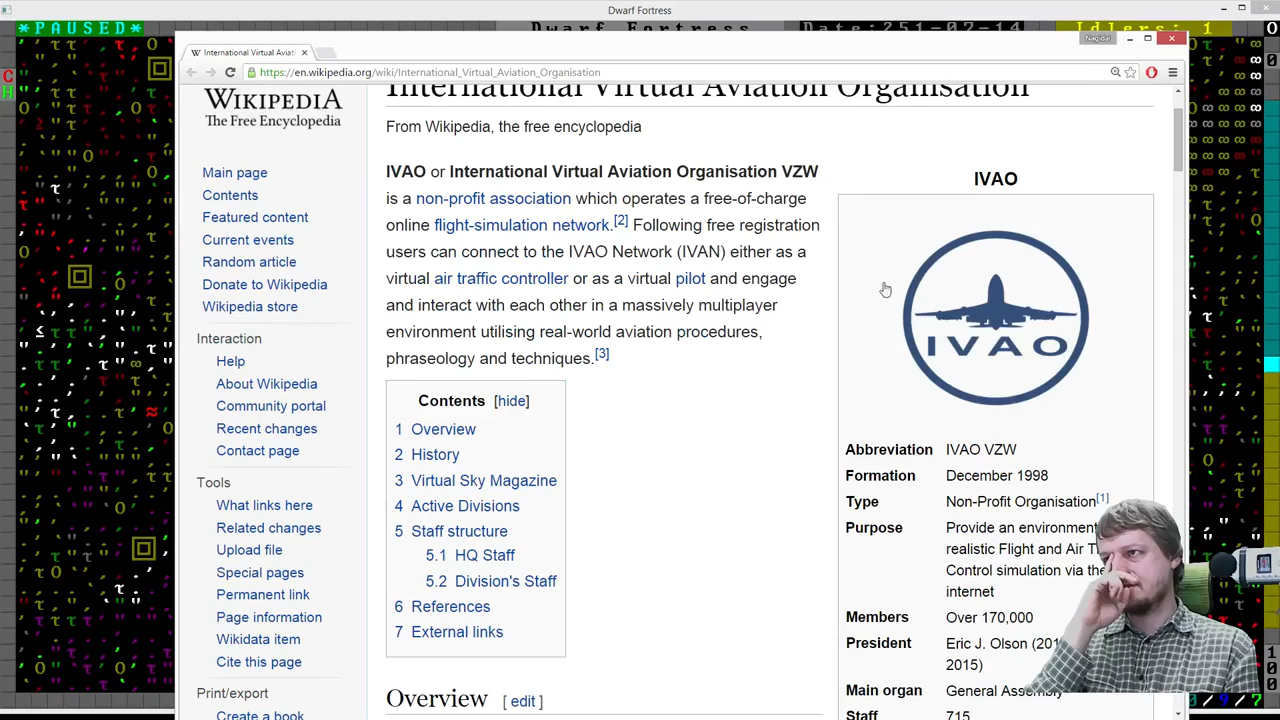 Dwarf Fortress
*PAUSED*
Dwarf Fortress
Date:251-02-14
Idlers: 1
Nagidal
International Virtual Aviati
https://en.wikipedia.org/wiki/International_Virtual_Aviation_Organisation
WIKIPEDIA
The Free Encyclopedia
Main page
Contents
Featured content
Current events
Random article
Donate to Wikipedia
Wikipedia store
Interaction
Help
About Wikipedia
Community portal
Recent changes
Contact page
Tools
What links here
Related changes
Upload file
Special pages
Permanent link
Page information
Wikidata item
Cite this page
Print/export
Create a book
International Virtual Aviation Organisation
From Wikipedia, the free encyclopedia
IVAO or International Virtual Aviation Organisation VZW
is a non-profit association which operates a free-of-charge
online flight-simulation network.[2] Following free registration
users can connect to the IVAO Network (IVAN) either as a
virtual air traffic controller or as a virtual pilot and engage
and interact with each other in a massively multiplayer
environment utilising real-world aviation procedures,
phraseology and techniques.[3]
Contents [hide]
1 Overview
2 History
3 Virtual Sky Magazine
4 Active Divisions
5 Staff structure
5.1 HQ Staff
5.2 Division's Staff
6 References
7 External links
Overview [ edit ]
IVAO
IVAO
Abbreviation IVAO VZW
Formation December 1998
Type Non-Profit Organisation[1]
Purpose Provide an environment
realistic Flight and Air T
Control simulation via the
internet
Members Over 170,000
President Eric J. Olson (201
2015)
Main organ General Assembly
Staff 715